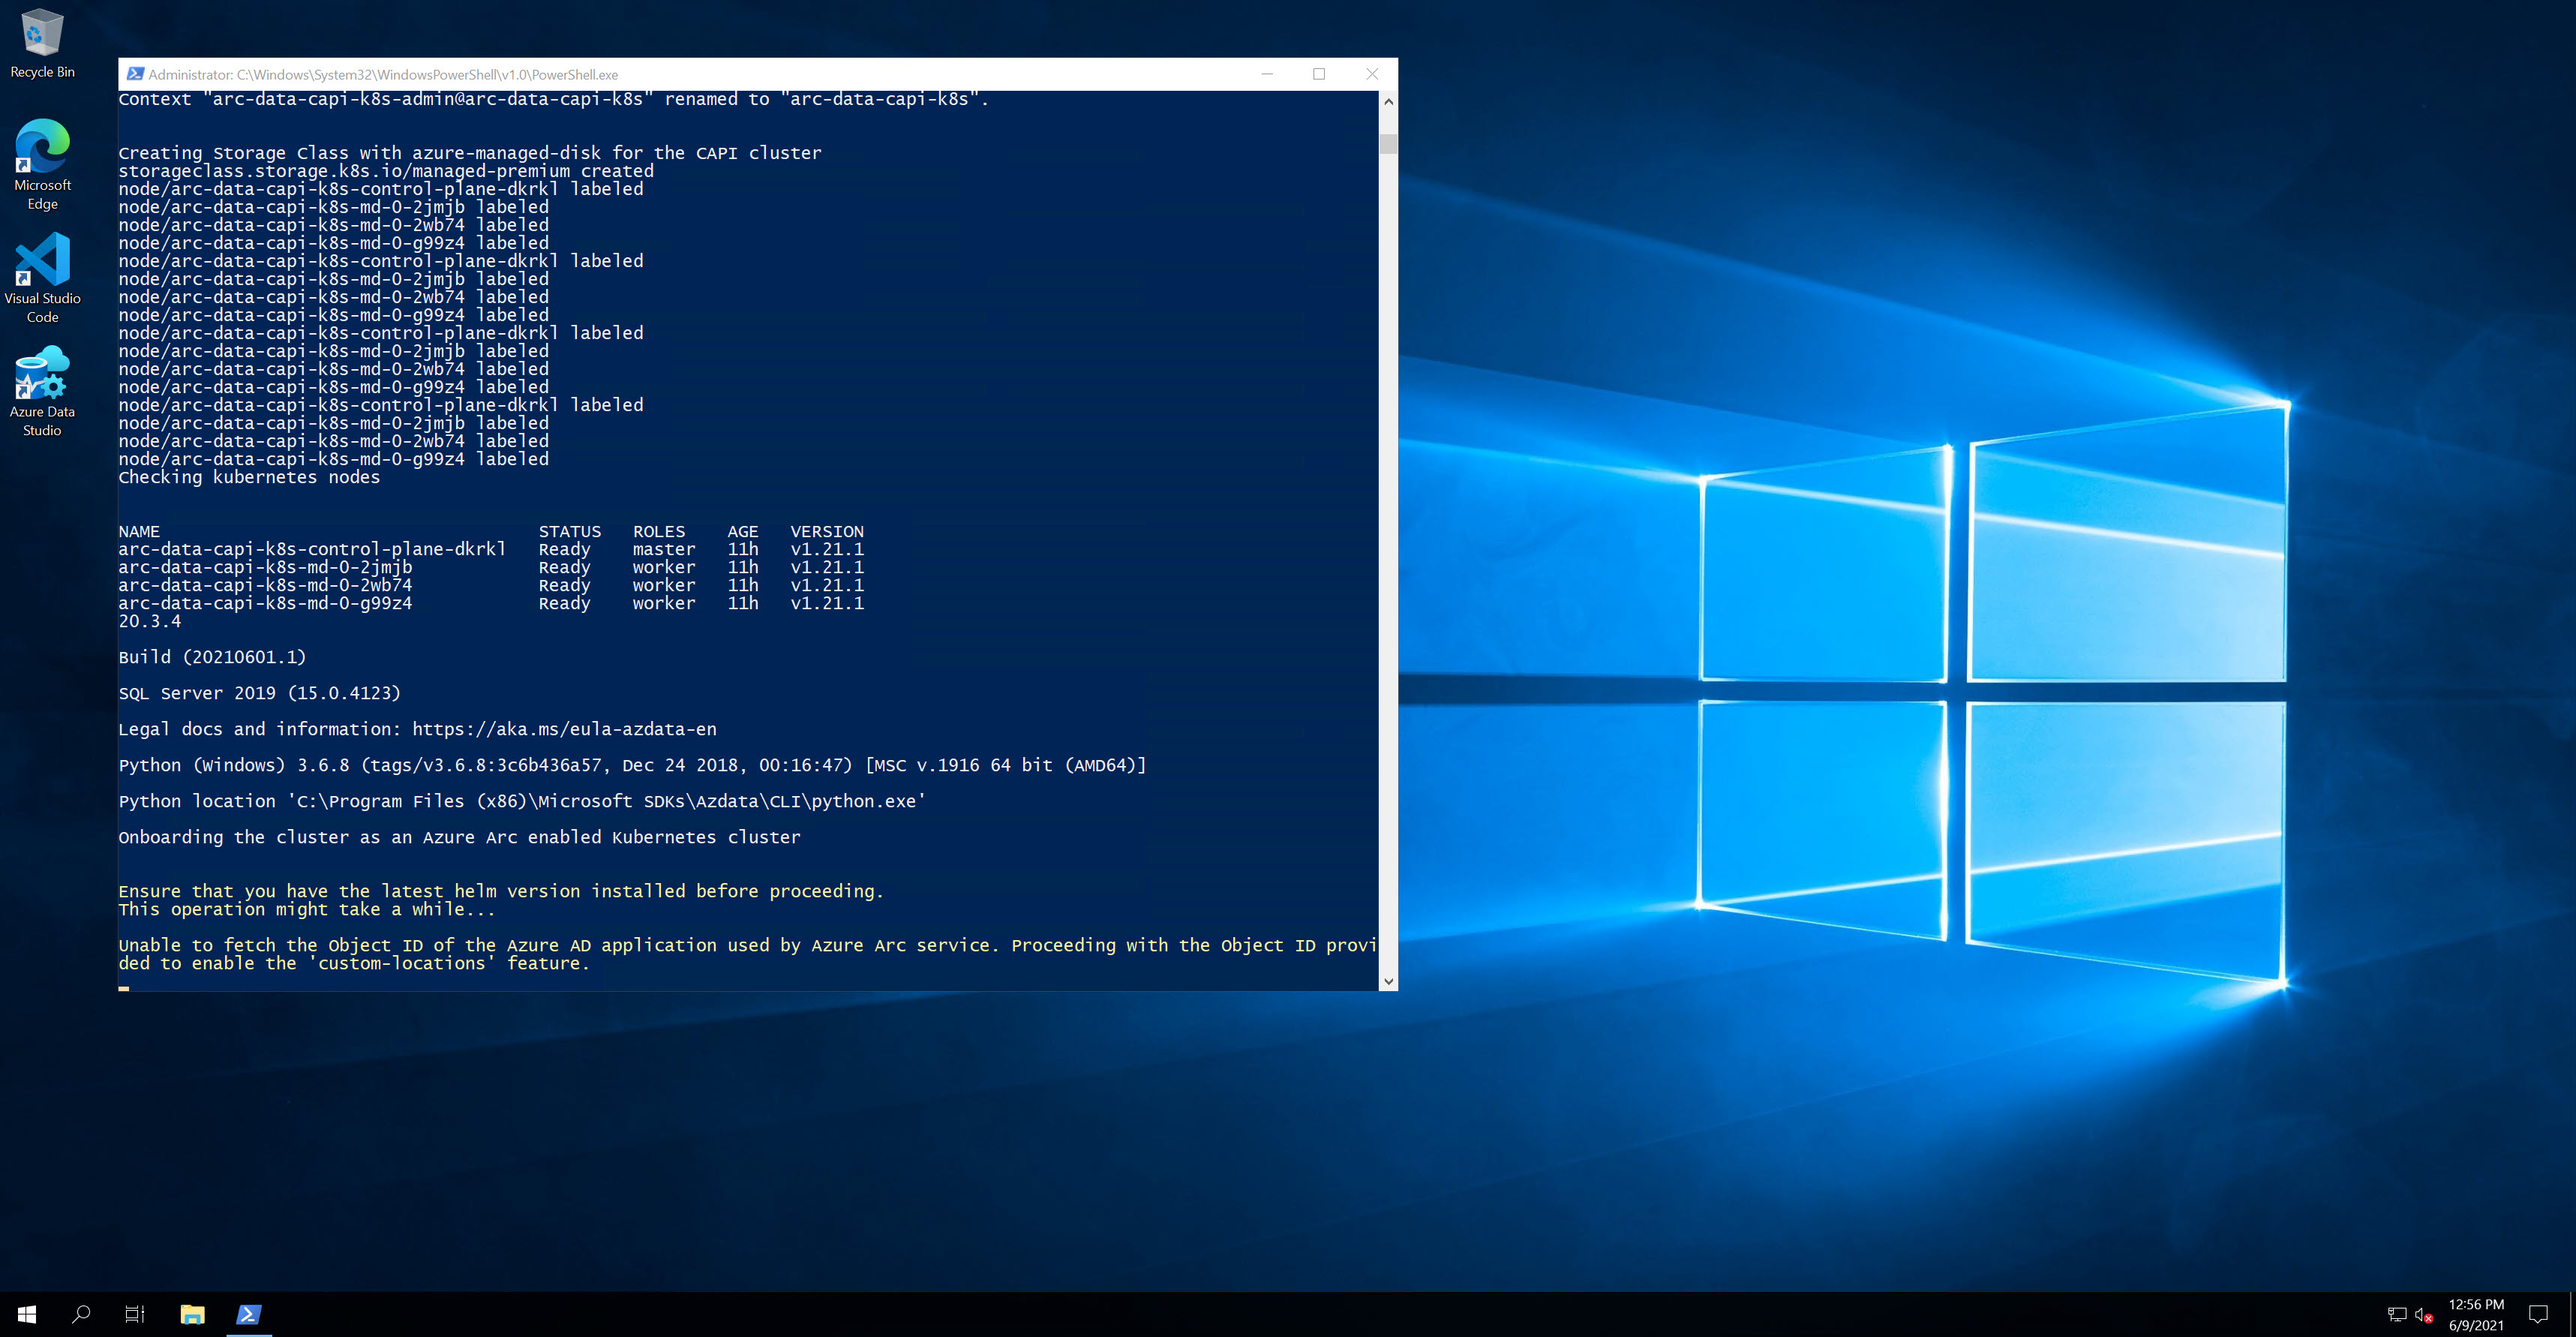 Recycle Bin
Microsoft
Edge
Visual Studio
Code
Azure Data
Studio
Administrator: C:\Windows\System32\WindowsPowerShell\v1.0\PowerShell.exe
Context "arc-data-capi-k8s-admin@arc-data-capi-k8s" renamed to "arc-data-capi-k8s".
Creating Storage Class with azure-managed-disk for the CAPI cluster
storageclass.storage.k8s.io/managed-premium created
node/arc-data-capi-k8s-control-plane-dkrkl labeled
node/arc-data-capi-k8s-md-0-2jmjb labeled
node/arc-data-capi-k8s-md-0-2wb74 labeled
node/arc-data-capi-k8s-md-0-g99z4 labeled
node/arc-data-capi-k8s-control-plane-dkrkl labeled
node/arc-data-capi-k8s-md-0-2jmjb labeled
node/arc-data-capi-k8s-md-0-2wb74 labeled
node/arc-data-capi-k8s-md-0-g99z4 labeled
node/arc-data-capi-k8s-control-plane-dkrkl labeled
node/arc-data-capi-k8s-md-0-2jmjb labeled
node/arc-data-capi-k8s-md-0-2wb74 labeled
node/arc-data-capi-k8s-md-0-g99z4 labeled
node/arc-data-capi-k8s-control-plane-dkrkl labeled
node/arc-data-capi-k8s-md-0-2jmjb labeled
node/arc-data-capi-k8s-md-0-2wb74 labeled
node/arc-data-capi-k8s-md-0-g99z4 labeled
Checking kubernetes nodes
NAME STATUS ROLES AGE VERSION
arc-data-capi-k8s-control-plane-dkrkl Ready master 11h v1.21.1
arc-data-capi-k8s-md-0-2jmjb Ready worker 11h v1.21.1
arc-data-capi-k8s-md-0-2wb74 Ready worker 11h v1.21.1
arc-data-capi-k8s-md-0-g99z4 Ready worker 11h v1.21.1
20.3.4
Build (20210601.1)
SQL Server 2019 (15.0.4123)
Legal docs and information: https://aka.ms/eula-azdata-en
Python (Windows) 3.6.8 (tags/v3.6.8:3c6b436a57, Dec 24 2018, 00:16:47) [MSC v.1916 64 bit (AMD64)]
Python location 'C:\Program Files (x86)\Microsoft SDKs\Azdata\CLI\python.exe'
Onboarding the cluster as an Azure Arc enabled Kubernetes cluster
Ensure that you have the latest helm version installed before proceeding.
This operation might take a while...
Unable to fetch the Object ID of the Azure AD application used by Azure Arc service. Proceeding with the Object ID provi
ded to enable the 'custom-locations' feature.
12:56 PM
6/9/2021